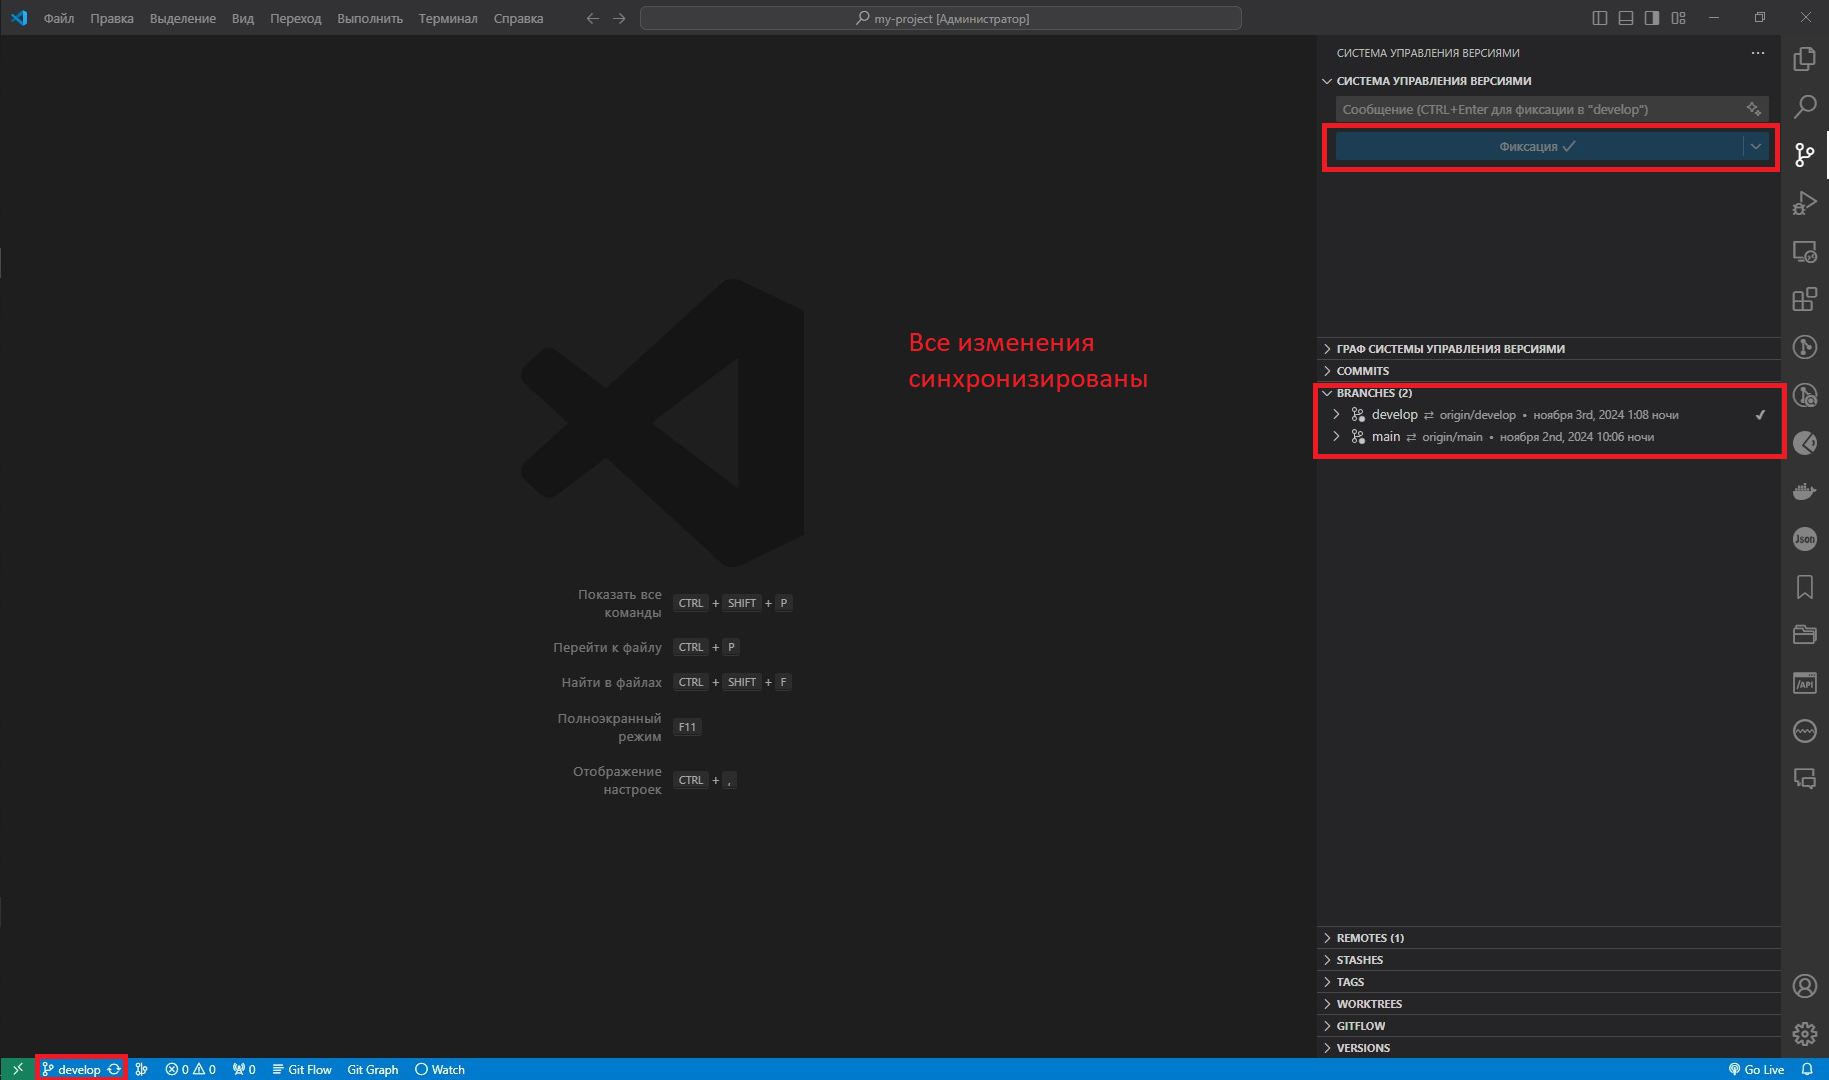 Файл Правка Выделение Вид Переход Выполнить Терминал Справка
my-project [Администратор]
СИСТЕМА УПРАВЛЕНИЯ ВЕРСИЯМИ
СИСТЕМА УПРАВЛЕНИЯ ВЕРСИЯМИ
Сообщение (CTRL+Enter для фиксации в "develop")
Фиксация
Все изменения
синхронизированы
ГРАФ СИСТЕМЫ УПРАВЛЕНИЯ ВЕРСИЯМИ
COMMITS
BRANCHES (2)
develop ⇄ origin/develop • ноября 3rd, 2024 1:08 ночи
main ⇄ origin/main • ноября 2nd, 2024 10:06 ночи
Показать все
команды
CTRL + SHIFT + P
Перейти к файлу CTRL + P
Найти в файлах CTRL + SHIFT + F
Полноэкранный
режим
F11
Отображение
настроек
CTRL + ,
Json
/API
REMOTES (1)
STASHES
TAGS
WORKTREES
GITFLOW
VERSIONS
develop 0 0 0 Git Flow Git Graph Watch Go Live